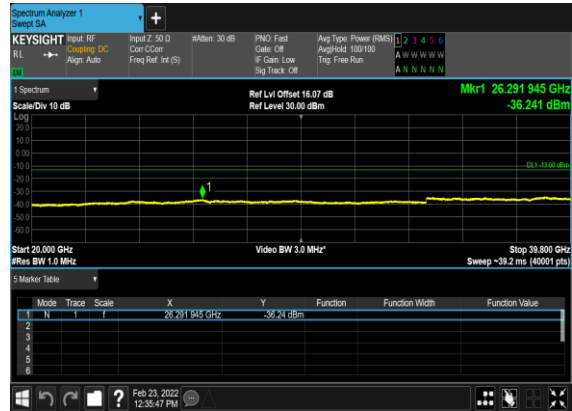 Spectrum Analyzer 1
Swept SA
+
KEYSIGHT
RL
Input: RF
Coupling: DC
Align: Auto
Input Z: 50 Ω
Corr CCorr
Freq Ref: Int (S)
#Atten: 30 dB
PNO: Fast
Gate: Off
IF Gain: Low
Sig Track: Off
Avg Type: Power (RMS)
Avg|Hold: 100/100
Trig: Free Run
1 2 3 4 5 6
A W W W W W
A N N N N N
1 Spectrum
Scale/Div 10 dB
Ref Lvl Offset 16.07 dB
Ref Level 30.00 dBm
Mkr1 26.291 945 GHz
-36.241 dBm
Log
20.0
10.0
0.00
-10.0
DL1 -13.00 dBm
-20.0
1
-30.0
-40.0
-50.0
-60.0
Start 20.000 GHz
#Res BW 1.0 MHz
Video BW 3.0 MHz*
Stop 39.800 GHz
Sweep ~39.2 ms (40001 pts)
5 Marker Table
Mode Trace Scale X Y Function Function Width Function Value
1 N 1 f 26.291 945 GHz -36.24 dBm
2
3
4
5
6
?
Feb 23, 2022
12:35:47 PM